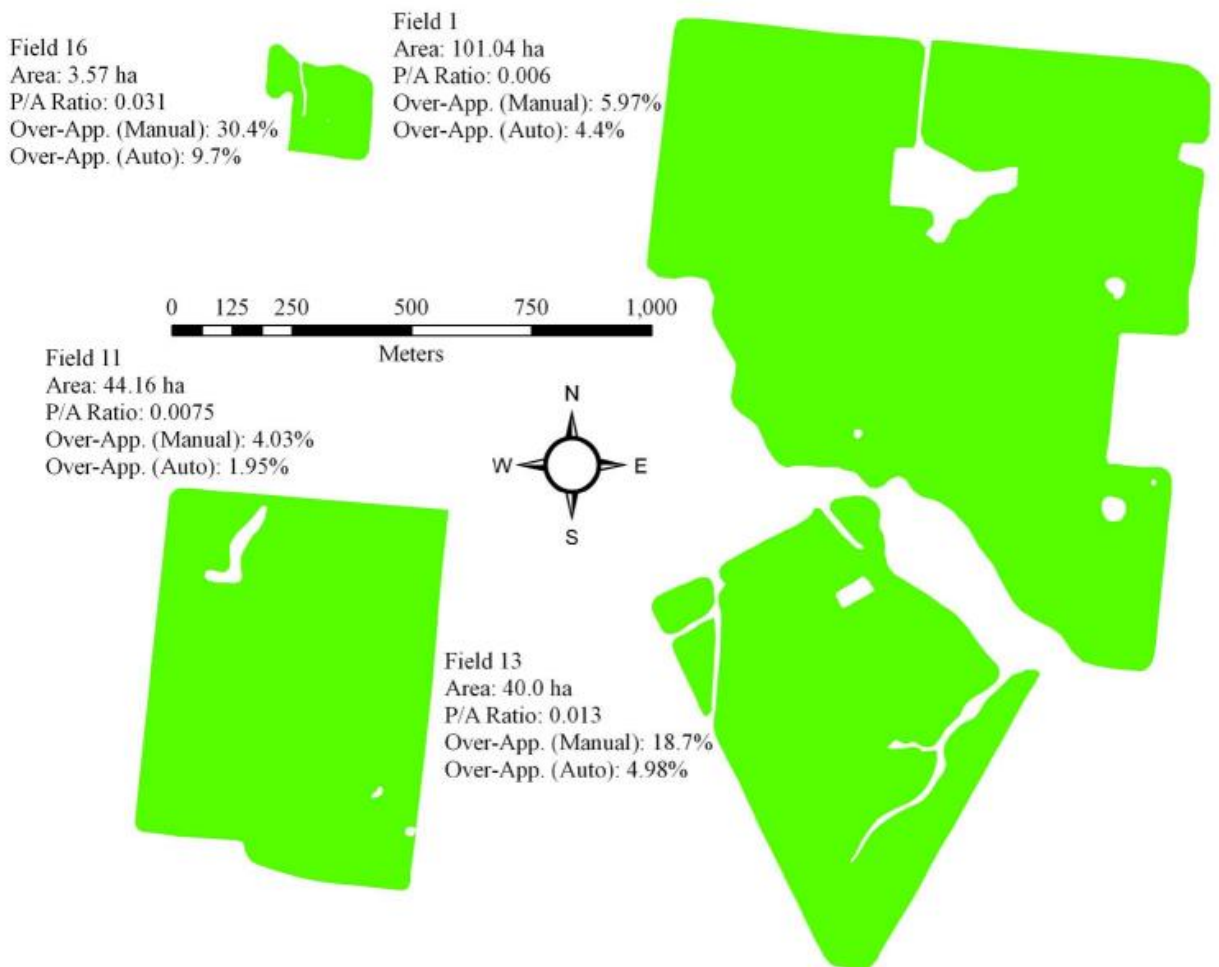 Field 16
Area: 3.57 ha
P/A Ratio: 0.031
Over-App. (Manual): 30.4%
Over-App. (Auto): 9.7%
Field 1
Area: 101.04 ha
P/A Ratio: 0.006
Over-App. (Manual): 5.97%
Over-App. (Auto): 4.4%
0 125 250 500 750 1,000
Meters
Field 11
Area: 44.16 ha
P/A Ratio: 0.0075
Over-App. (Manual): 4.03%
Over-App. (Auto): 1.95%
N
W E
S
Field 13
Area: 40.0 ha
P/A Ratio: 0.013
Over-App. (Manual): 18.7%
Over-App. (Auto): 4.98%